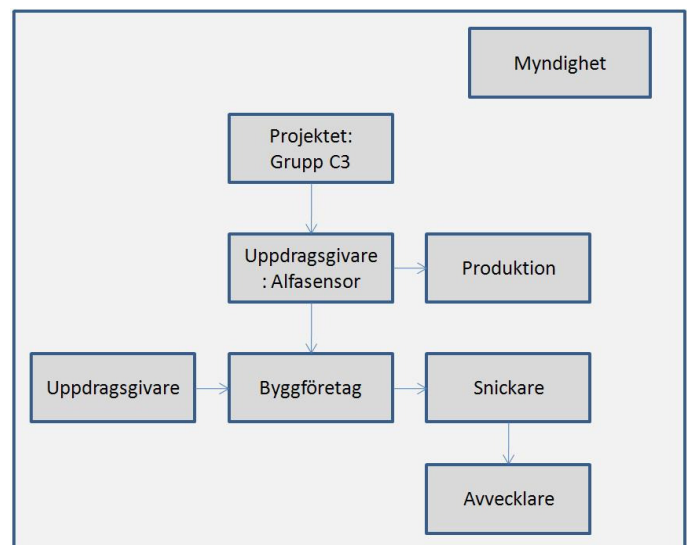 Myndighet
Projektet:
Grupp C3
Uppdragsgivare
: Alfasensor
Produktion
Uppdragsgivare
Byggföretag
Snickare
Avvecklare